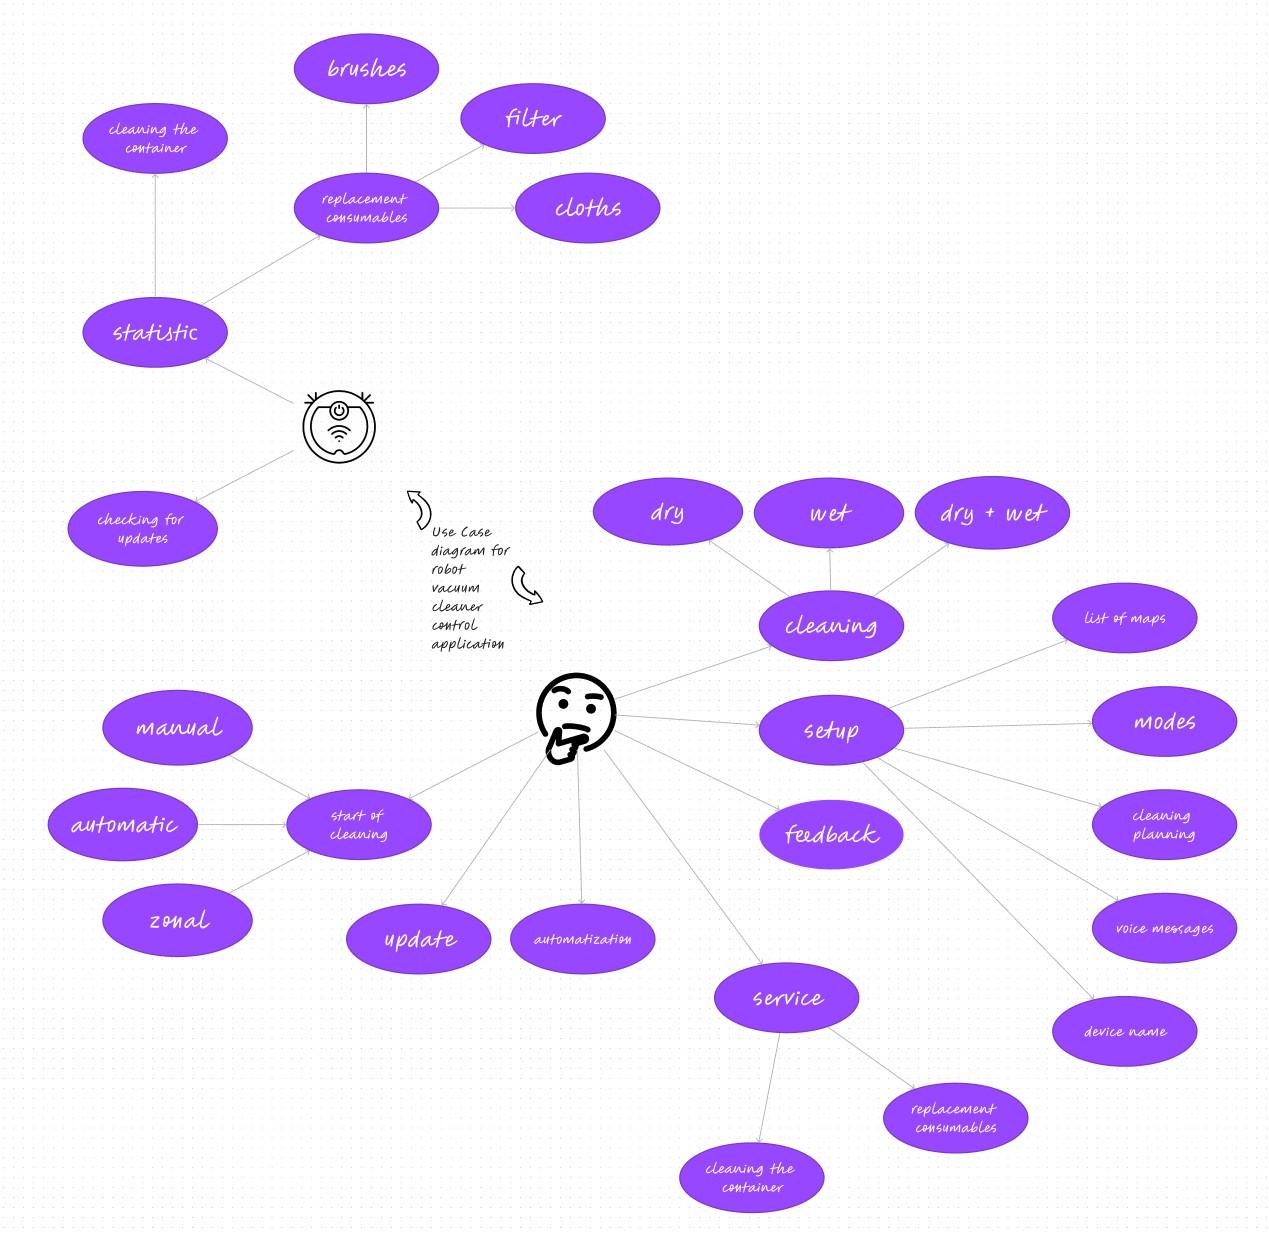 brushes
filter
cleaning the
container
replacement
consumables
cloths
statistic
checking for
updates
Use Case
diagram for
robot
vacuum
cleaner
control
application
dry
wet
dry + wet
cleaning
list of maps
setup
modes
manual
automatic
start of
cleaning
zonal
feedback
cleaning
planning
update
automatization
voice messages
service
device name
replacement
consumables
cleaning the
container